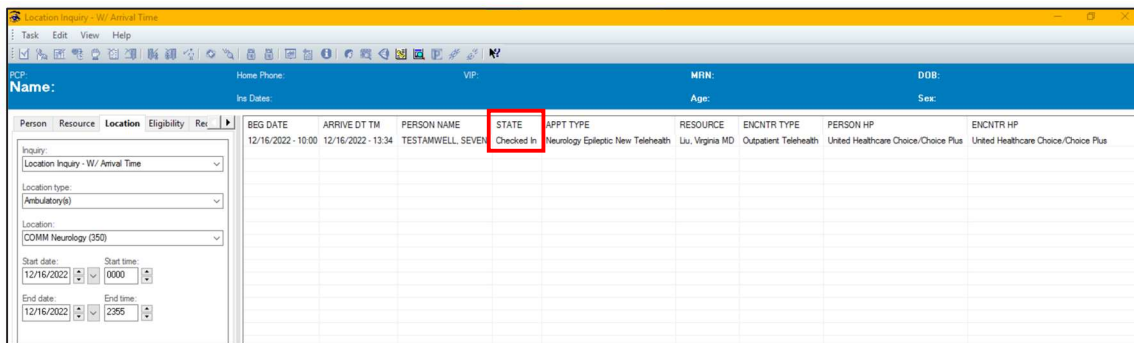 Location Inquiry - W/ Arrival Time
Task Edit View Help
PCP: Home Phone: VIP: MRN: DOB:
Name:
Ins Dates: Age: Sex:
Person Resource Location Eligibility Rec
BEG DATE ARRIVE DT TM PERSON NAME STATE APPT TYPE RESOURCE ENCNTR TYPE PERSON HP ENCNTR HP
12/16/2022 - 10:00 12/16/2022 - 13:34 TESTAMWELL, SEVEN Checked In Neurology Epileptic New Telehealth Liu, Virginia MD Outpatient Telehealth United Healthcare Choice/Choice Plus United Healthcare Choice/Choice Plus
Inquiry:
Location Inquiry - W/ Arrival Time
Location type:
Ambulatory(s)
Location:
COMM Neurology (350)
Start date: Start time:
12/16/2022 0000
End date: End time:
12/16/2022 2355